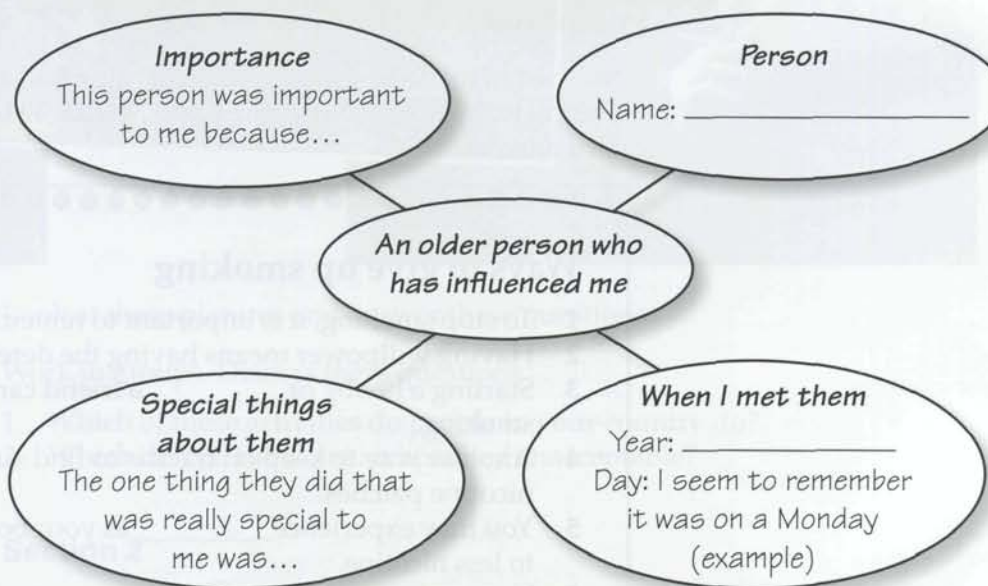 Importance
This person was important
to me because...
Person
Name:
An older person who
has influenced me
Special things
about them
The one thing they did that
was really special to
me was...
When I met them
Year:
Day: I seem to remember
it was on a Monday
(example)